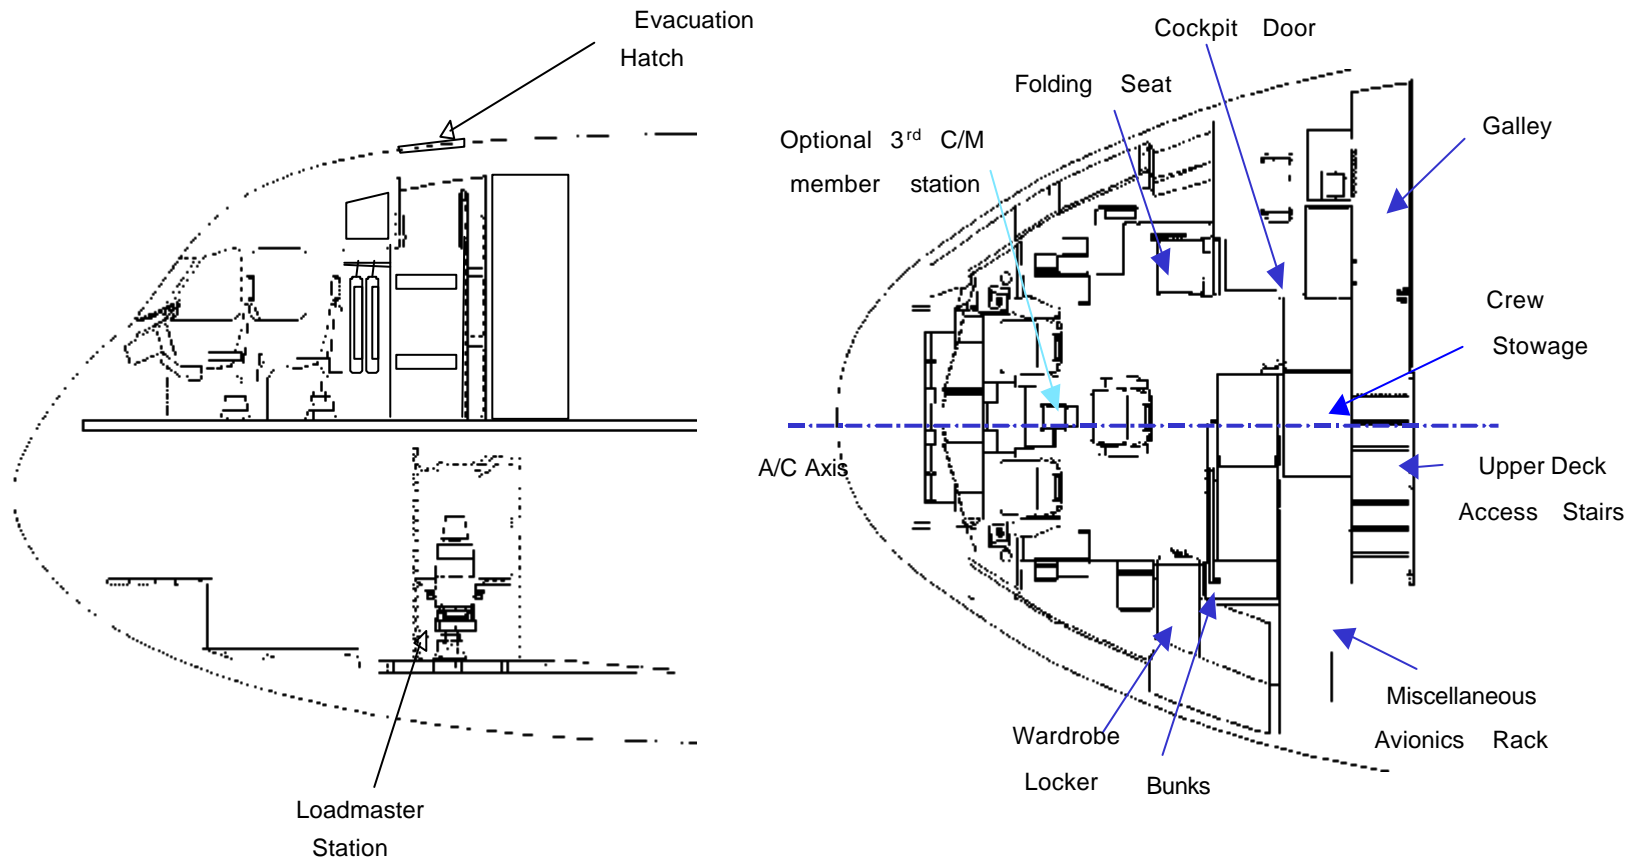 Evacuation
Hatch
Loadmaster
Station
Cockpit Door
Folding Seat
Optional 3rd C/M
member station
Galley
Crew
Stowage
A/C Axis
Upper Deck
Access Stairs
Miscellaneous
Avionics Rack
Wardrobe
Locker
Bunks